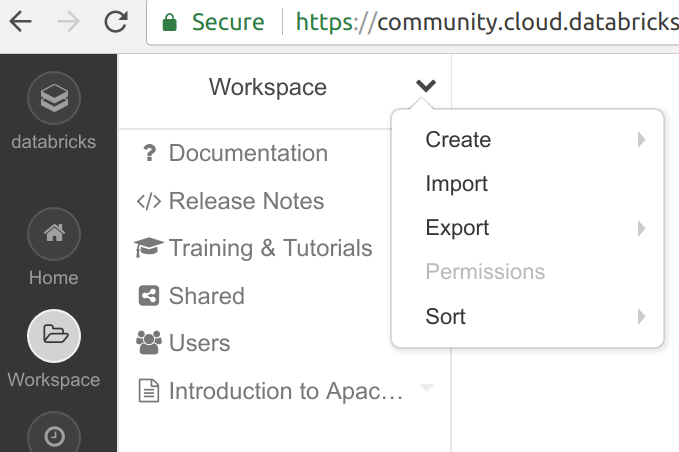 Secure https://community.cloud.databricks
databricks
Home
Workspace
Workspace
? Documentation
</> Release Notes
Training & Tutorials
Shared
Users
Introduction to Apac…
Create
Import
Export
Permissions
Sort